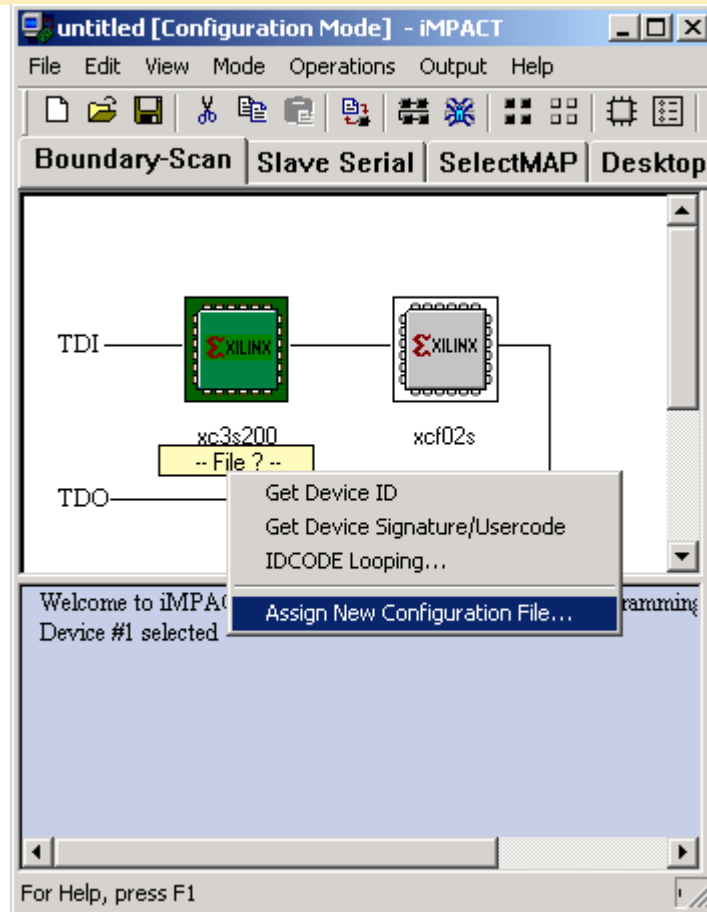 untitled [Configuration Mode] - iMPACT
File Edit View Mode Operations Output Help
Boundary-Scan Slave Serial SelectMAP Desktop
TDI
XILINX XILINX
xc3s200 xcf02s
-- File ? --
TDO
Get Device ID
Get Device Signature/Usercode
IDCODE Looping...
Assign New Configuration File...
Welcome to iMPAC
Device #1 selected
For Help, press F1